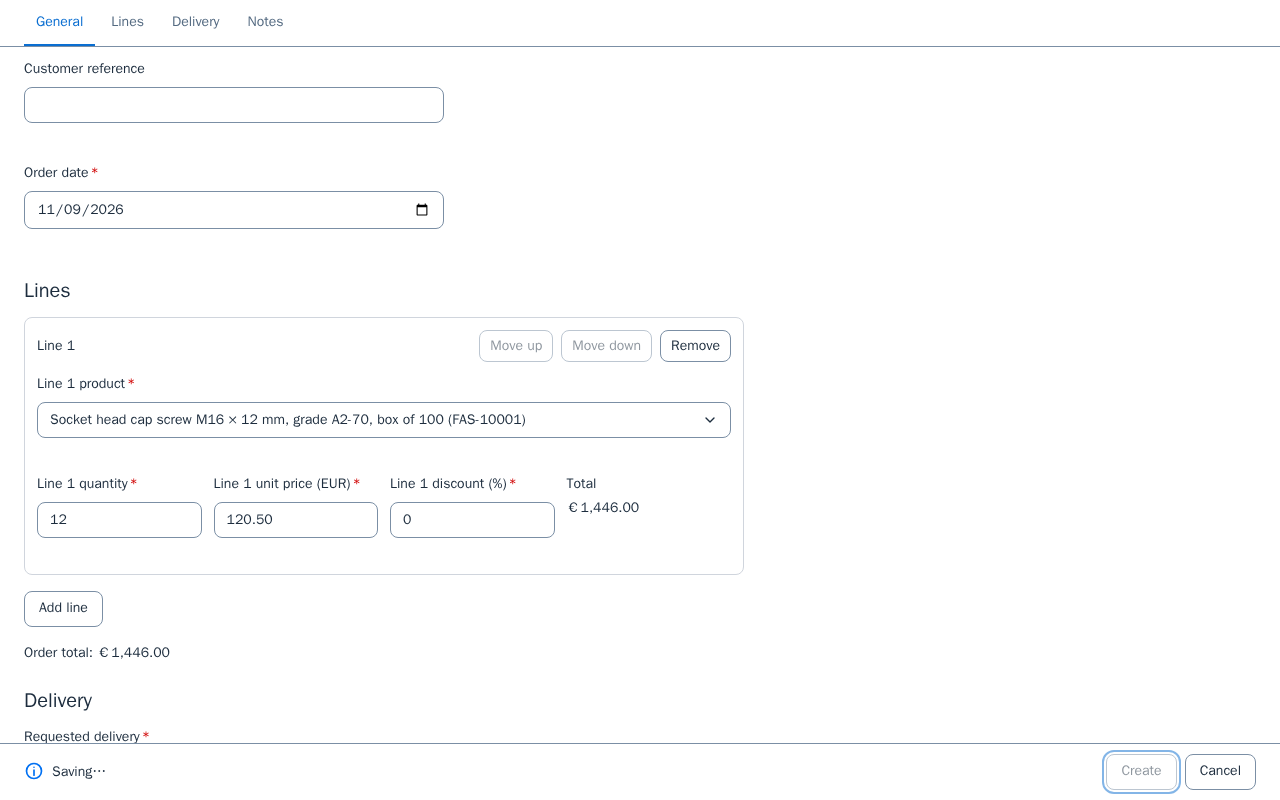 General Lines Delivery Notes
Customer reference
Order date *
11/09/2026
Lines
Line 1 Move up Move down Remove
Line 1 product *
Socket head cap screw M16 × 12 mm, grade A2-70, box of 100 (FAS-10001)
Line 1 quantity * Line 1 unit price (EUR) * Line 1 discount (%) * Total
12 120.50 0 € 1,446.00
Add line
Order total: € 1,446.00
Delivery
Requested delivery *
Saving… Create Cancel